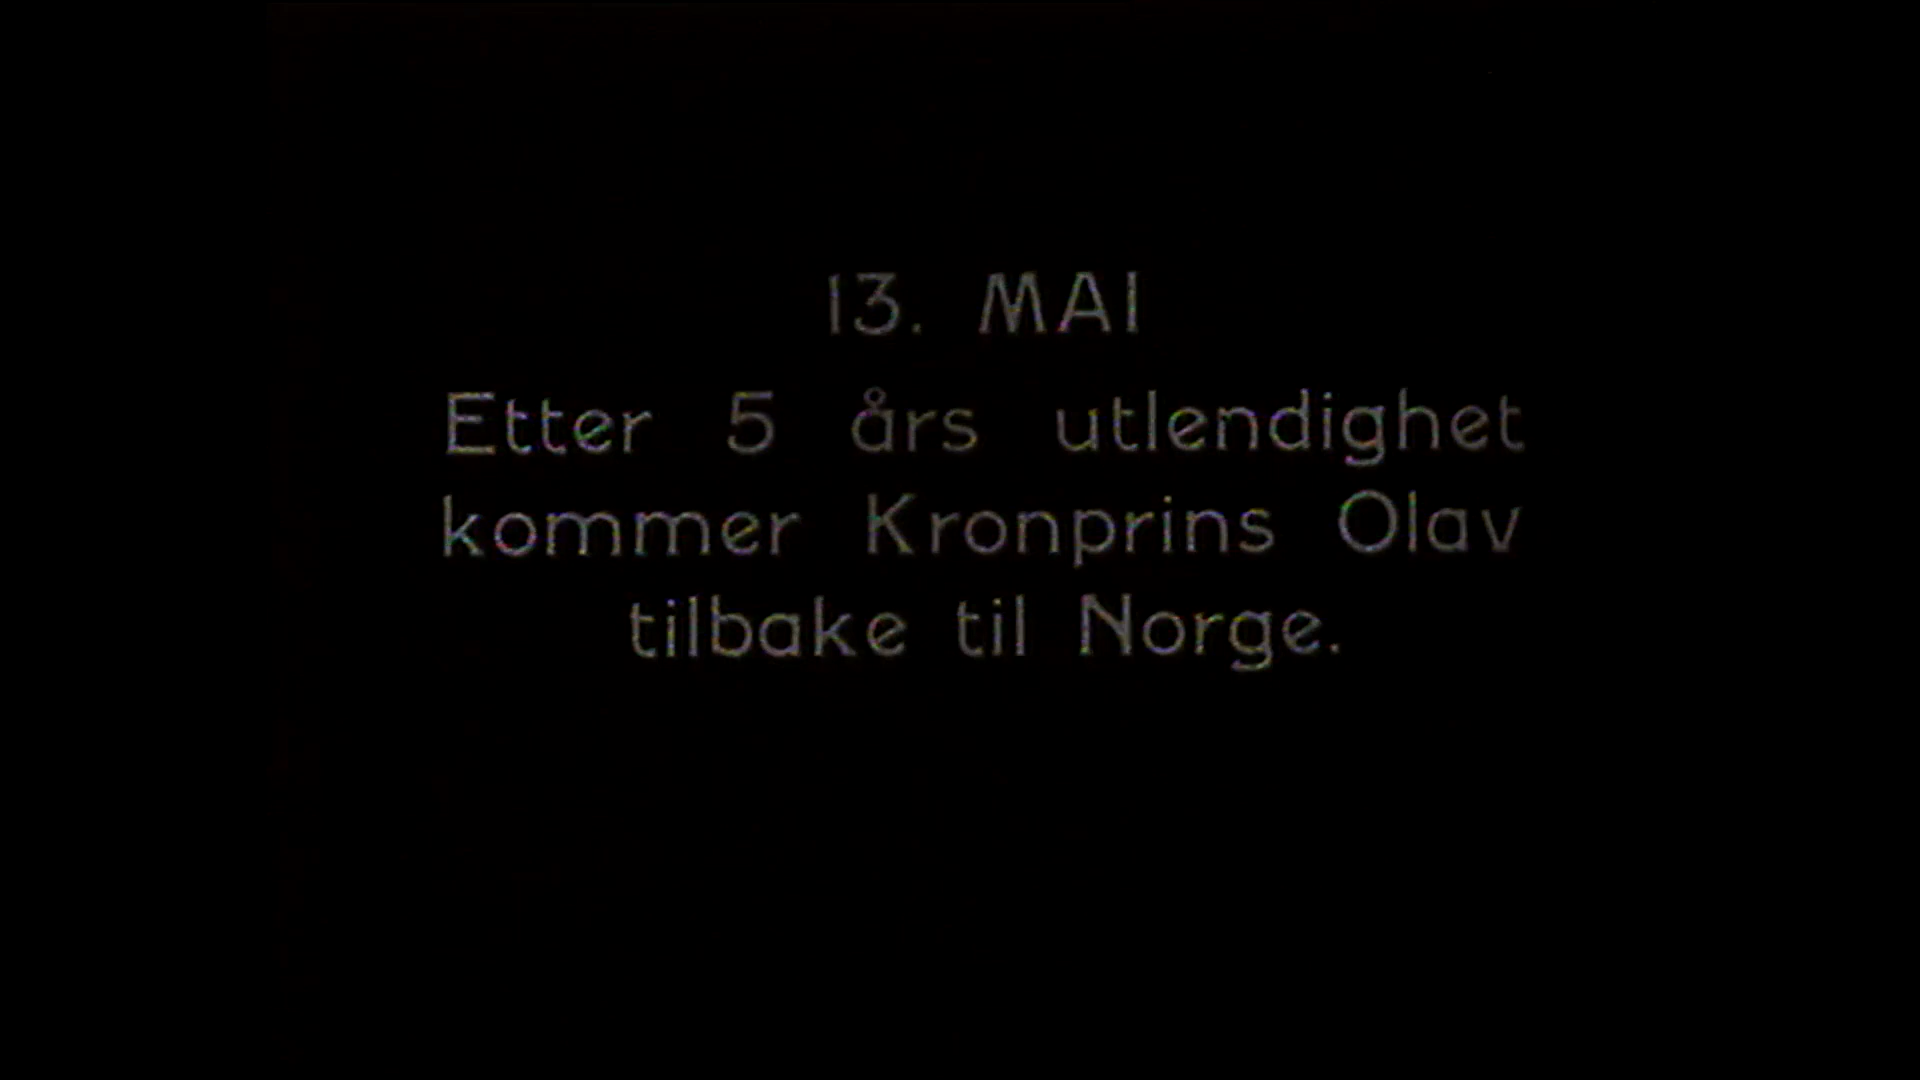 13. MAI
Etter 5 års utlendighet
kommer Kronprins Olav
tilbake til Norge.